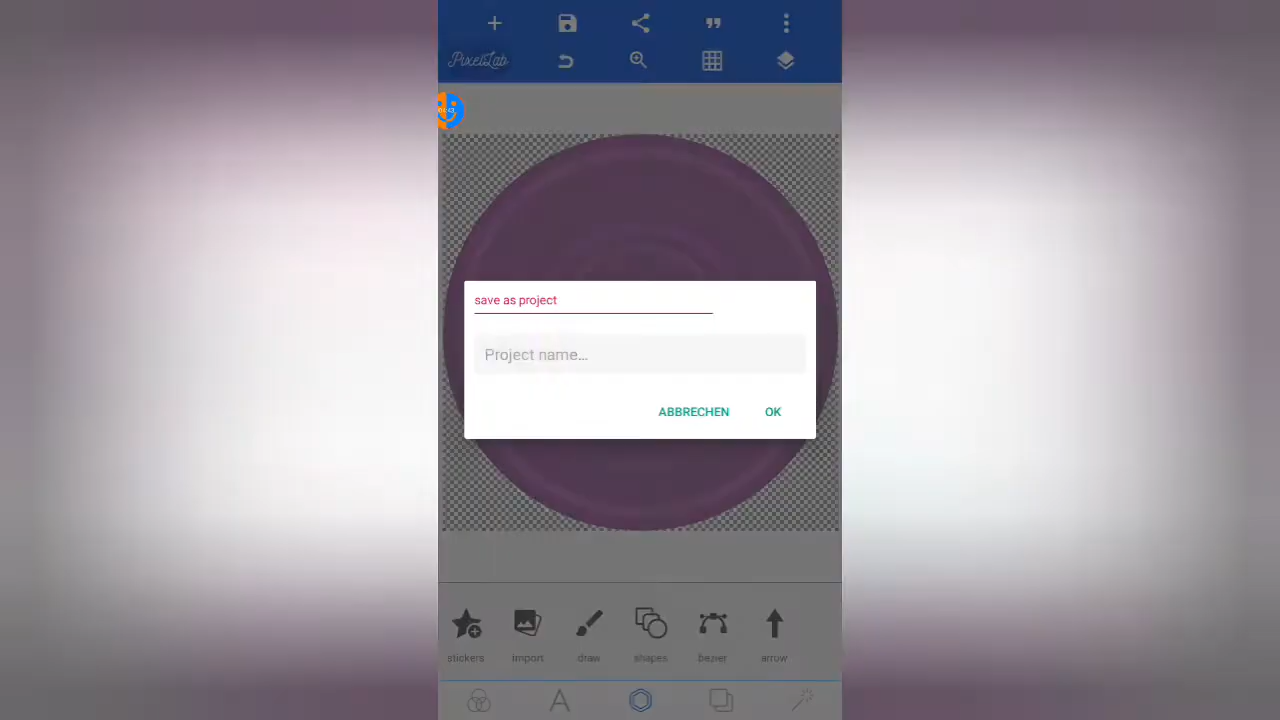 PixelLab
save as project
Project name...
ABBRECHEN OK
stickers import draw shapes bezier arrow